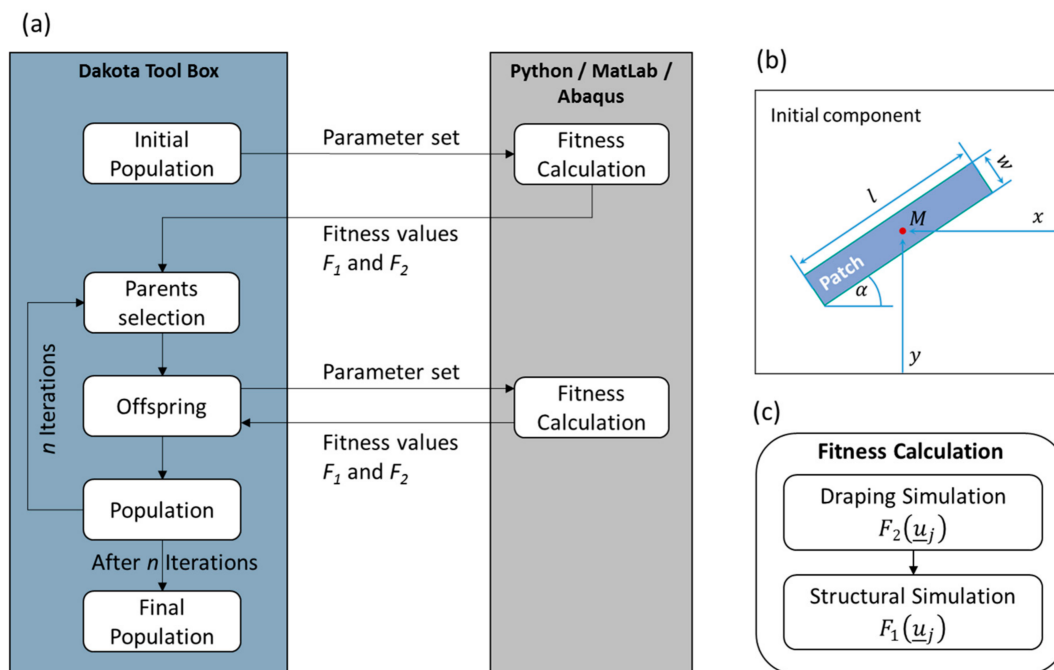 (a)
Dakota Tool Box
Python / MatLab /
Abaqus
Initial
Population
Parameter set
Fitness
Calculation
Fitness values
F₁ and F₂
Parents
selection
n Iterations
Offspring
Parameter set
Fitness
Calculation
Fitness values
F₁ and F₂
Population
After n Iterations
Final
Population
(b)
Initial component
l
w
M
x
Patch
α
y
(c)
Fitness Calculation
Draping Simulation
F₂(u̲ⱼ)
Structural Simulation
F₁(u̲ⱼ)